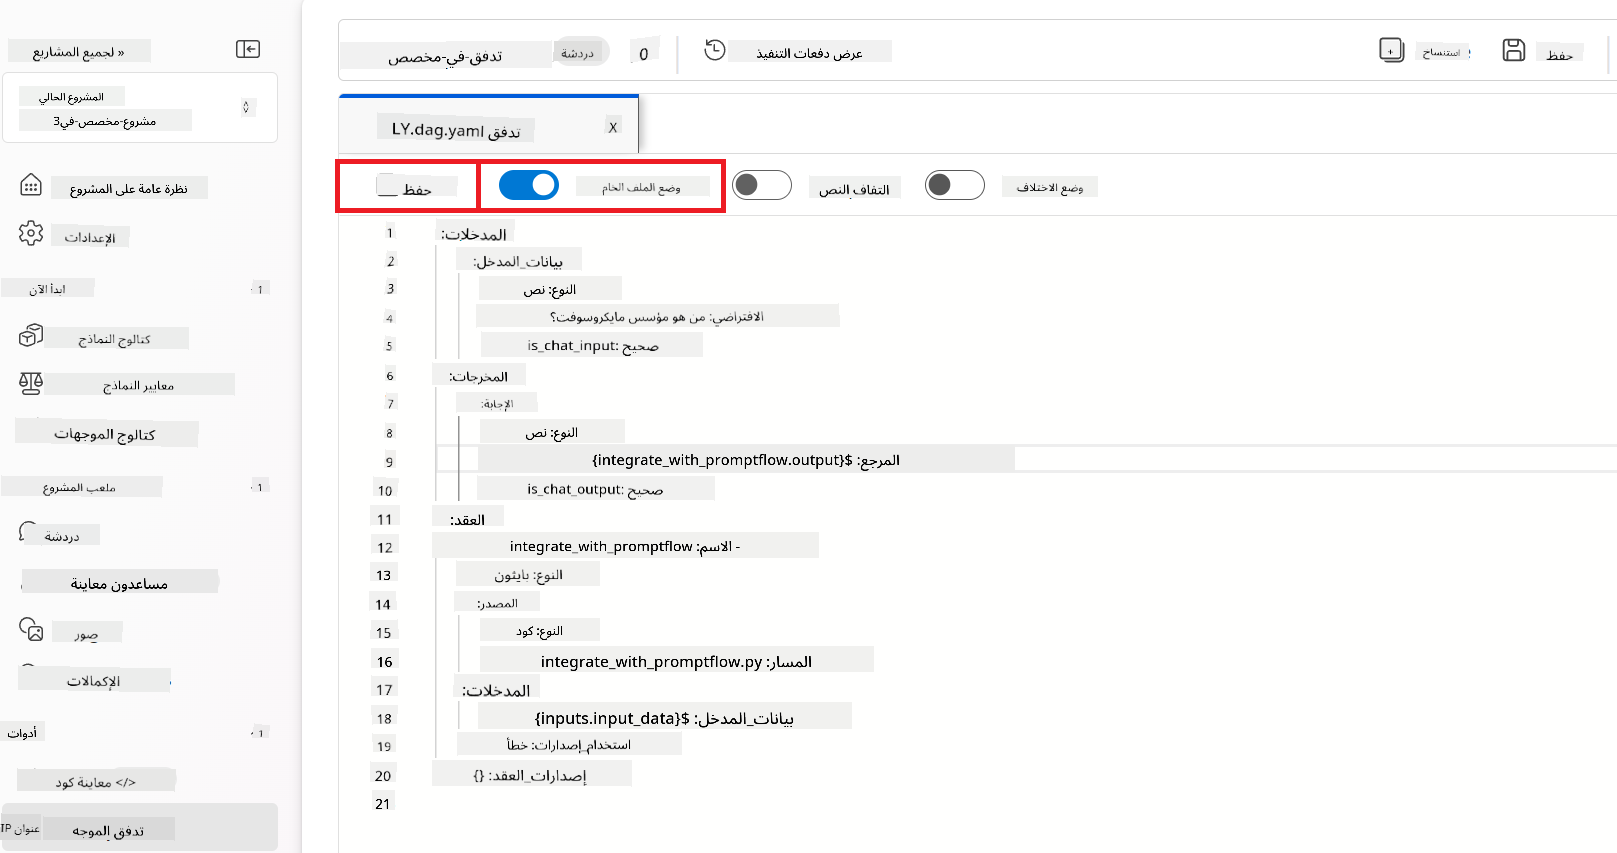 لجميع المشاريع »
المشروع الحالي
مشروع-مخصص-في3
نظرة عامة على المشروع
الإعدادات
ابدأ الآن
كتالوج النماذج
معايير النماذج
كتالوج الموجهات
ملعب المشروع
دردشة
مساعدون معاينة
صور
الإكمالات
أدوات
معاينة كود </>
عنوان IP
تدفق الموجه
تدفق-في-مخصص
دردشة
0
عرض دفعات التنفيذ
استنساخ
حفظ
تدفق LY.dag.yaml
X
حفظ
وضع الملف الخام
التفاف النص
وضع الاختلاف
1 المدخلات:
2 بيانات_المدخل:
3 النوع: نص
4 الافتراضي: من هو مؤسس مايكروسوفت؟
5 is_chat_input: صحيح
6 المخرجات:
7 الإجابة:
8 النوع: نص
9 المرجع: ${integrate_with_promptflow.output}
10 is_chat_output: صحيح
11 العقد:
12 - الاسم: integrate_with_promptflow
13 النوع: بايثون
14 المصدر:
15 النوع: كود
16 المسار: integrate_with_promptflow.py
17 المدخلات:
18 بيانات_المدخل: ${inputs.input_data}
19 استخدام_إصدارات: خطأ
20 إصدارات_العقد: {}
21